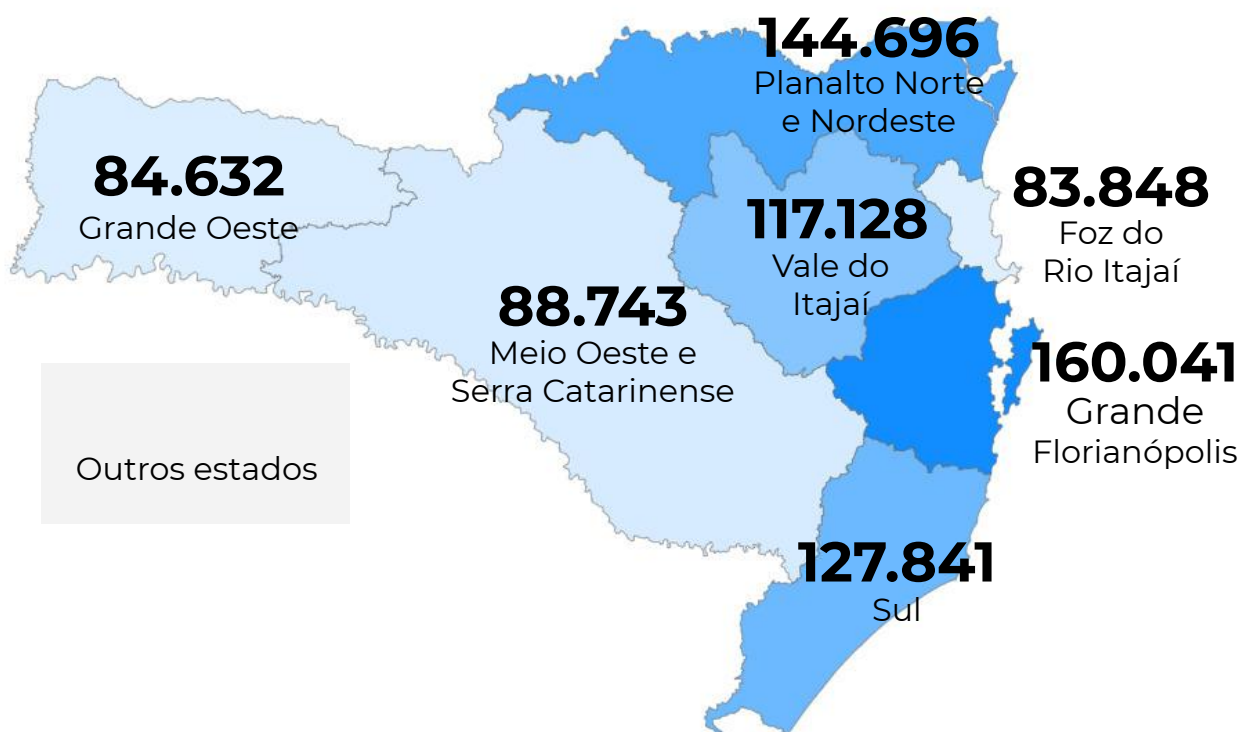 144.696
Planalto Norte
e Nordeste
84.632
Grande Oeste
117.128
Vale do
Itajaí
83.848
Foz do
Rio Itajaí
88.743
Meio Oeste e
Serra Catarinense
160.041
Grande
Florianópolis
Outros estados
127.841
Sul